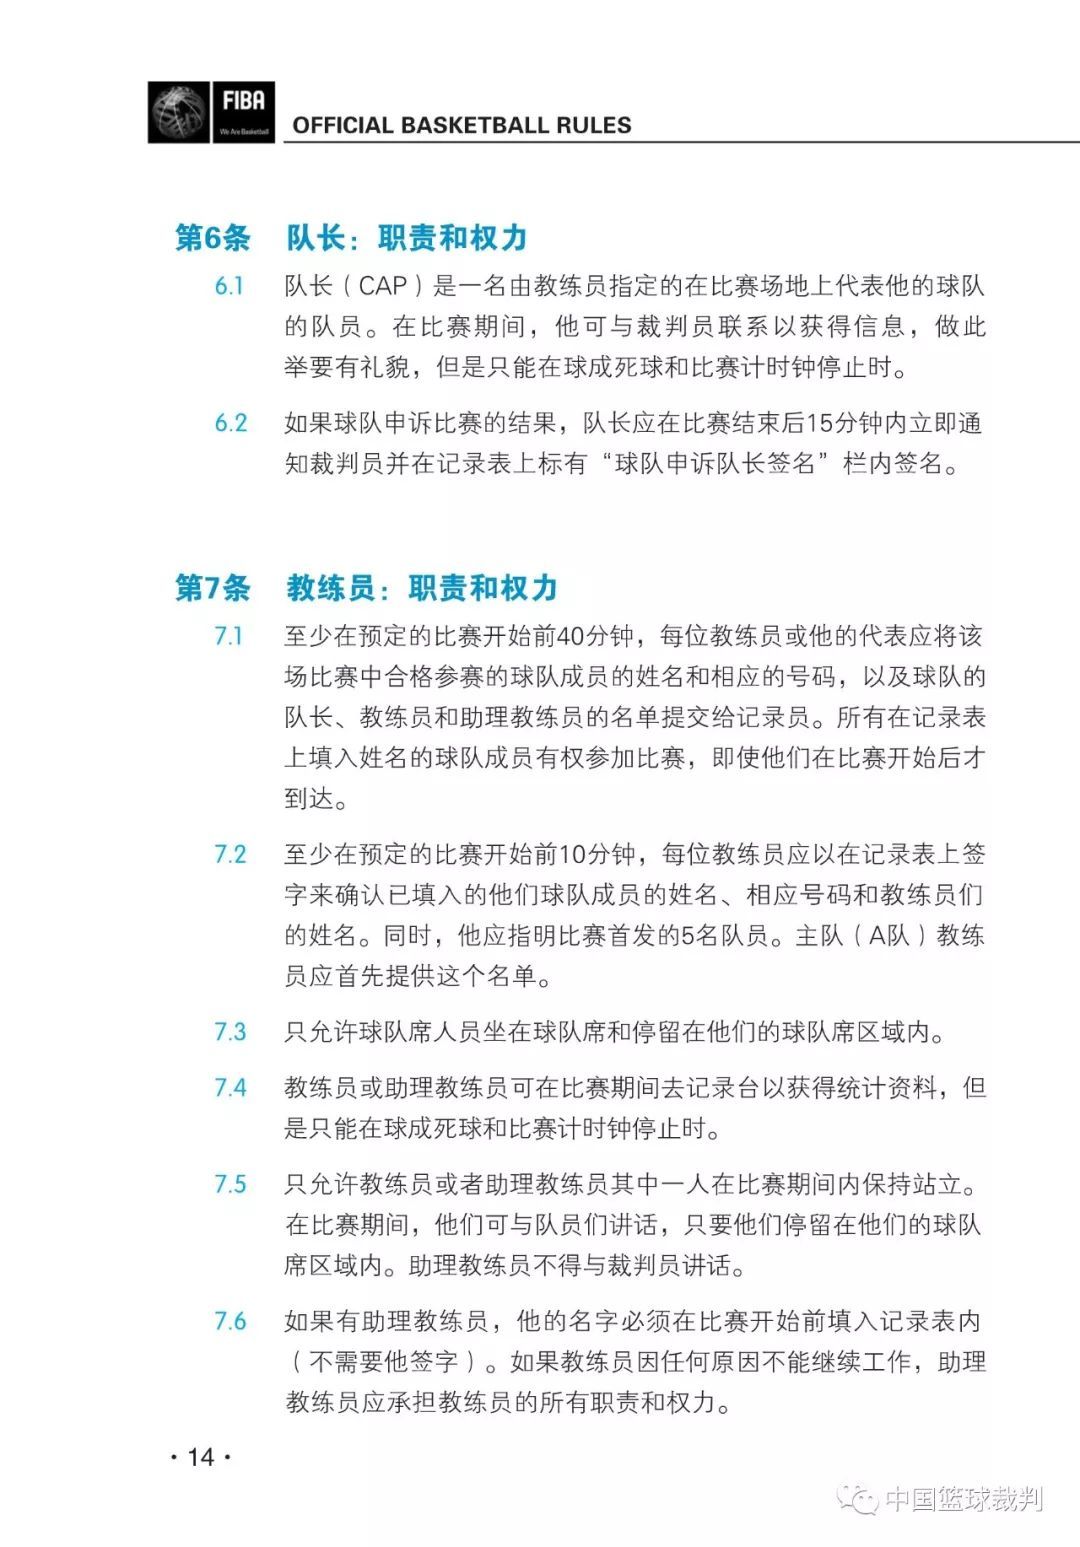 FIBA
We Are Basketball
OFFICIAL BASKETBALL RULES
第6条 队长：职责和权力
6.1 队长（CAP）是一名由教练员指定的在比赛场地上代表他的球队
的队员。在比赛期间，他可与裁判员联系以获得信息，做此
举要有礼貌，但是只能在球成死球和比赛计时钟停止时。
6.2 如果球队申诉比赛的结果，队长应在比赛结束后15分钟内立即通
知裁判员并在记录表上标有“球队申诉队长签名”栏内签名。
第7条 教练员：职责和权力
7.1 至少在预定的比赛开始前40分钟，每位教练员或他的代表应将该
场比赛中合格参赛的球队成员的姓名和相应的号码，以及球队的
队长、教练员和助理教练员的名单提交给记录员。所有在记录表
上填入姓名的球队成员有权参加比赛，即使他们在比赛开始后才
到达。
7.2 至少在预定的比赛开始前10分钟，每位教练员应以在记录表上签
字来确认已填入的他们球队成员的姓名、相应号码和教练员们
的姓名。同时，他应指明比赛首发的5名队员。主队（A队）教练
员应首先提供这个名单。
7.3 只允许球队席人员坐在球队席和停留在他们的球队席区域内。
7.4 教练员或助理教练员可在比赛期间去记录台以获得统计资料，但
是只能在球成死球和比赛计时钟停止时。
7.5 只允许教练员或者助理教练员其中一人在比赛期间内保持站立。
在比赛期间，他们可与队员们讲话，只要他们停留在他们的球队
席区域内。助理教练员不得与裁判员讲话。
7.6 如果有助理教练员，他的名字必须在比赛开始前填入记录表内
（不需要他签字）。如果教练员因任何原因不能继续工作，助理
教练员应承担教练员的所有职责和权力。
·14·
中国篮球裁判